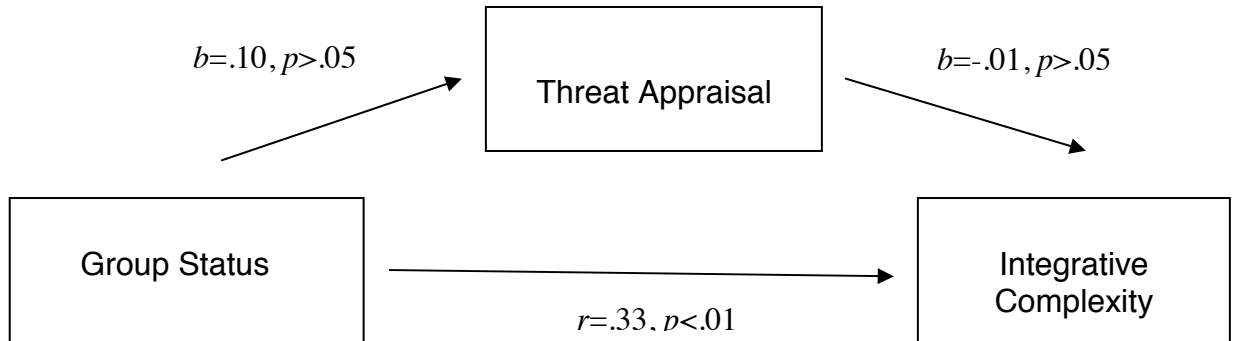 b=.10, p>.05
b=-.01, p>.05
Threat Appraisal
Group Status
Integrative
Complexity
r=.33, p<.01